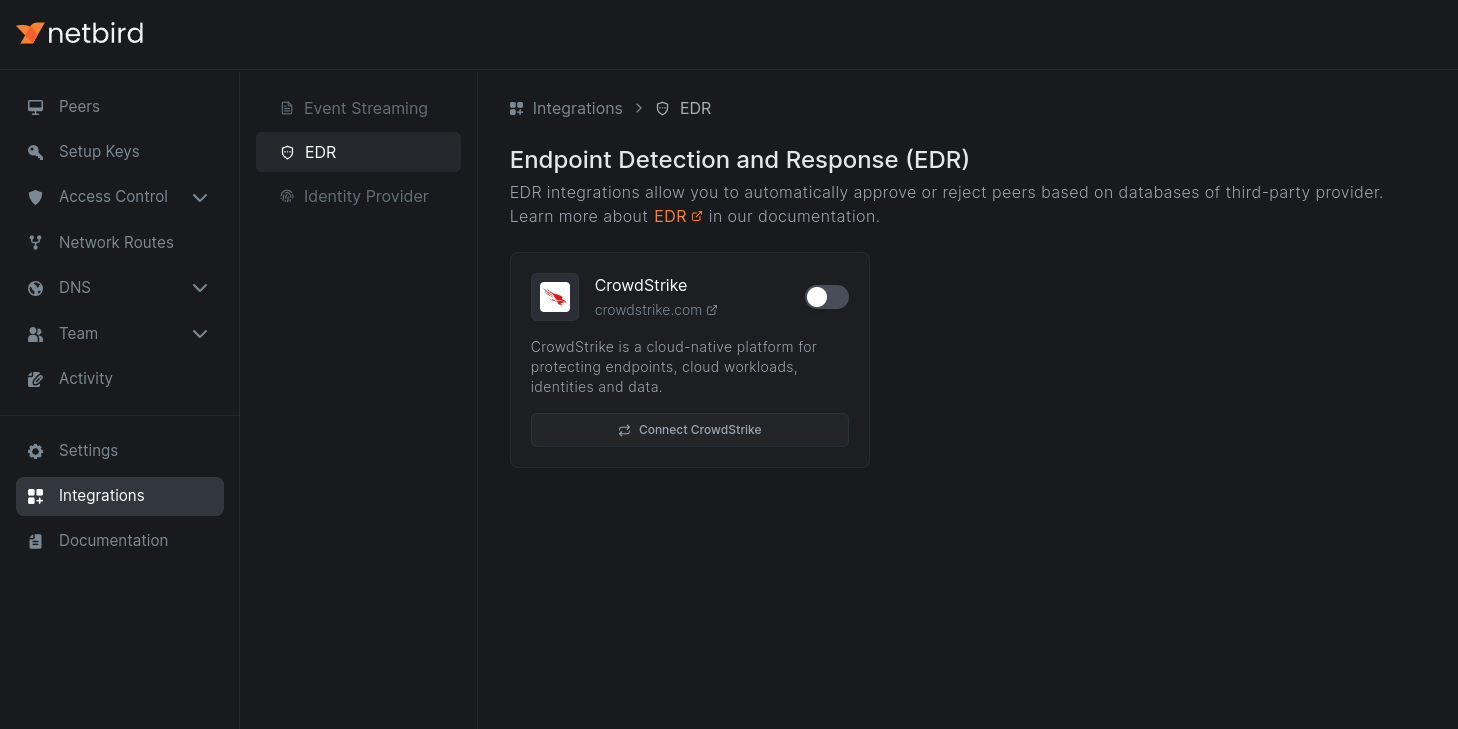 netbird
Peers
Setup Keys
Access Control
Network Routes
DNS
Team
Activity
Settings
Integrations
Documentation
Event Streaming
EDR
Identity Provider
Integrations > EDR
Endpoint Detection and Response (EDR)
EDR integrations allow you to automatically approve or reject peers based on databases of third-party provider.
Learn more about EDR in our documentation.
CrowdStrike
crowdstrike.com
CrowdStrike is a cloud-native platform for
protecting endpoints, cloud workloads,
identities and data.
Connect CrowdStrike